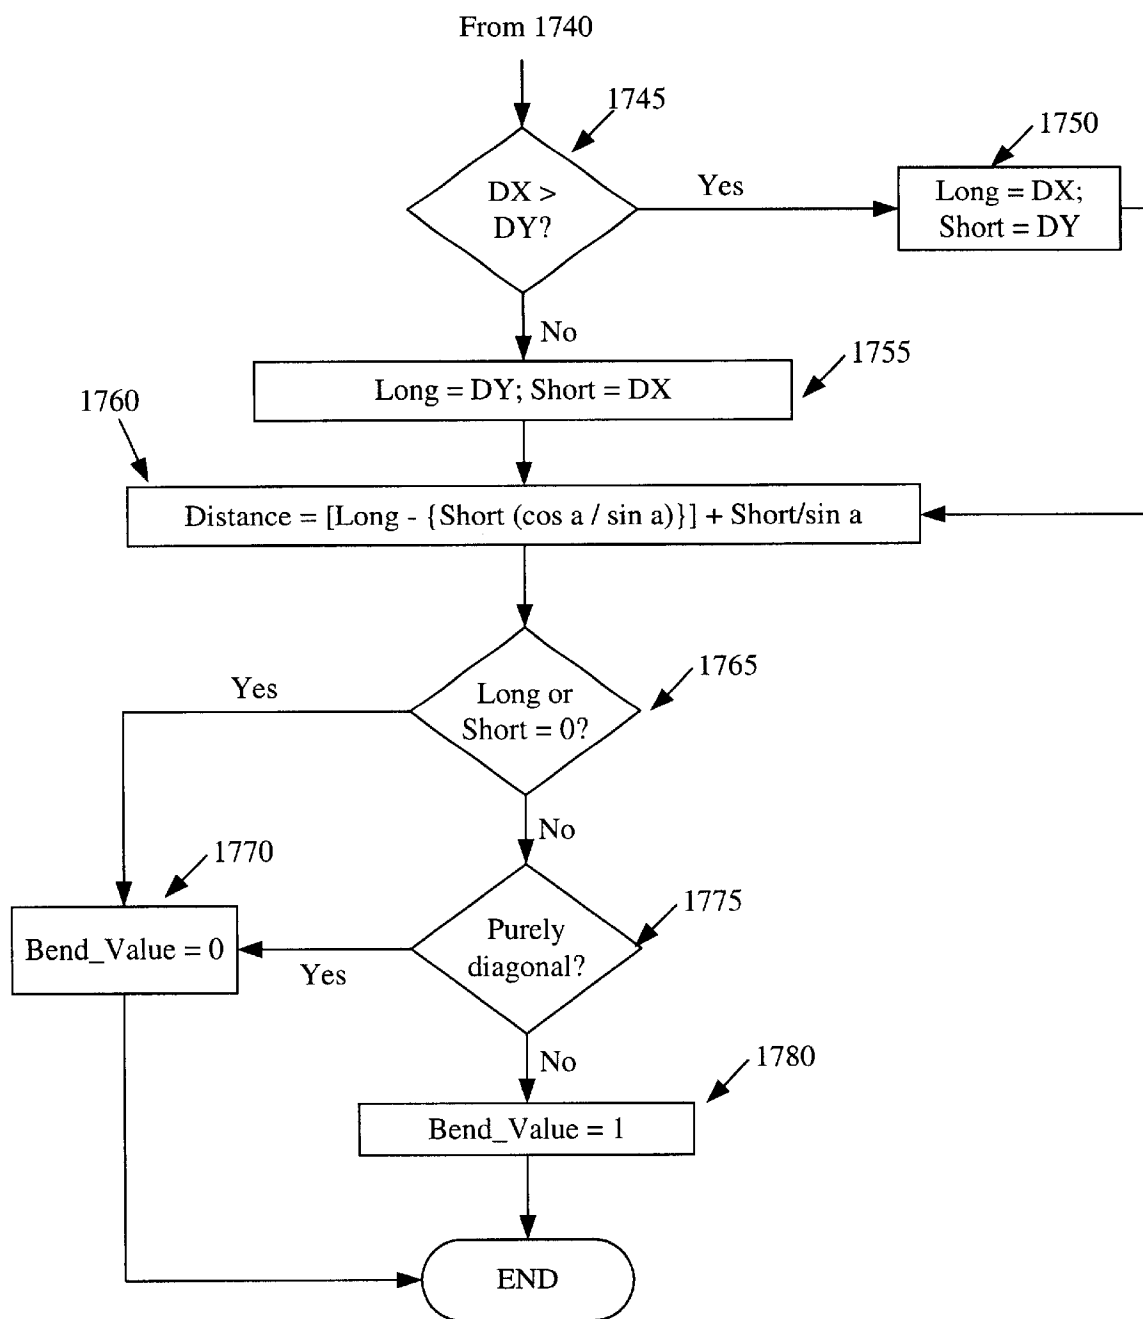 From 1740
1745
DX >
DY?
Yes
1750
Long = DX;
Short = DY
No
1755
Long = DY; Short = DX
1760
Distance = [Long - {Short (cos a / sin a)}] + Short/sin a
1765
Long or
Short = 0?
Yes
No
1770
Bend_Value = 0
1775
Purely
diagonal?
Yes
No
1780
Bend_Value = 1
END